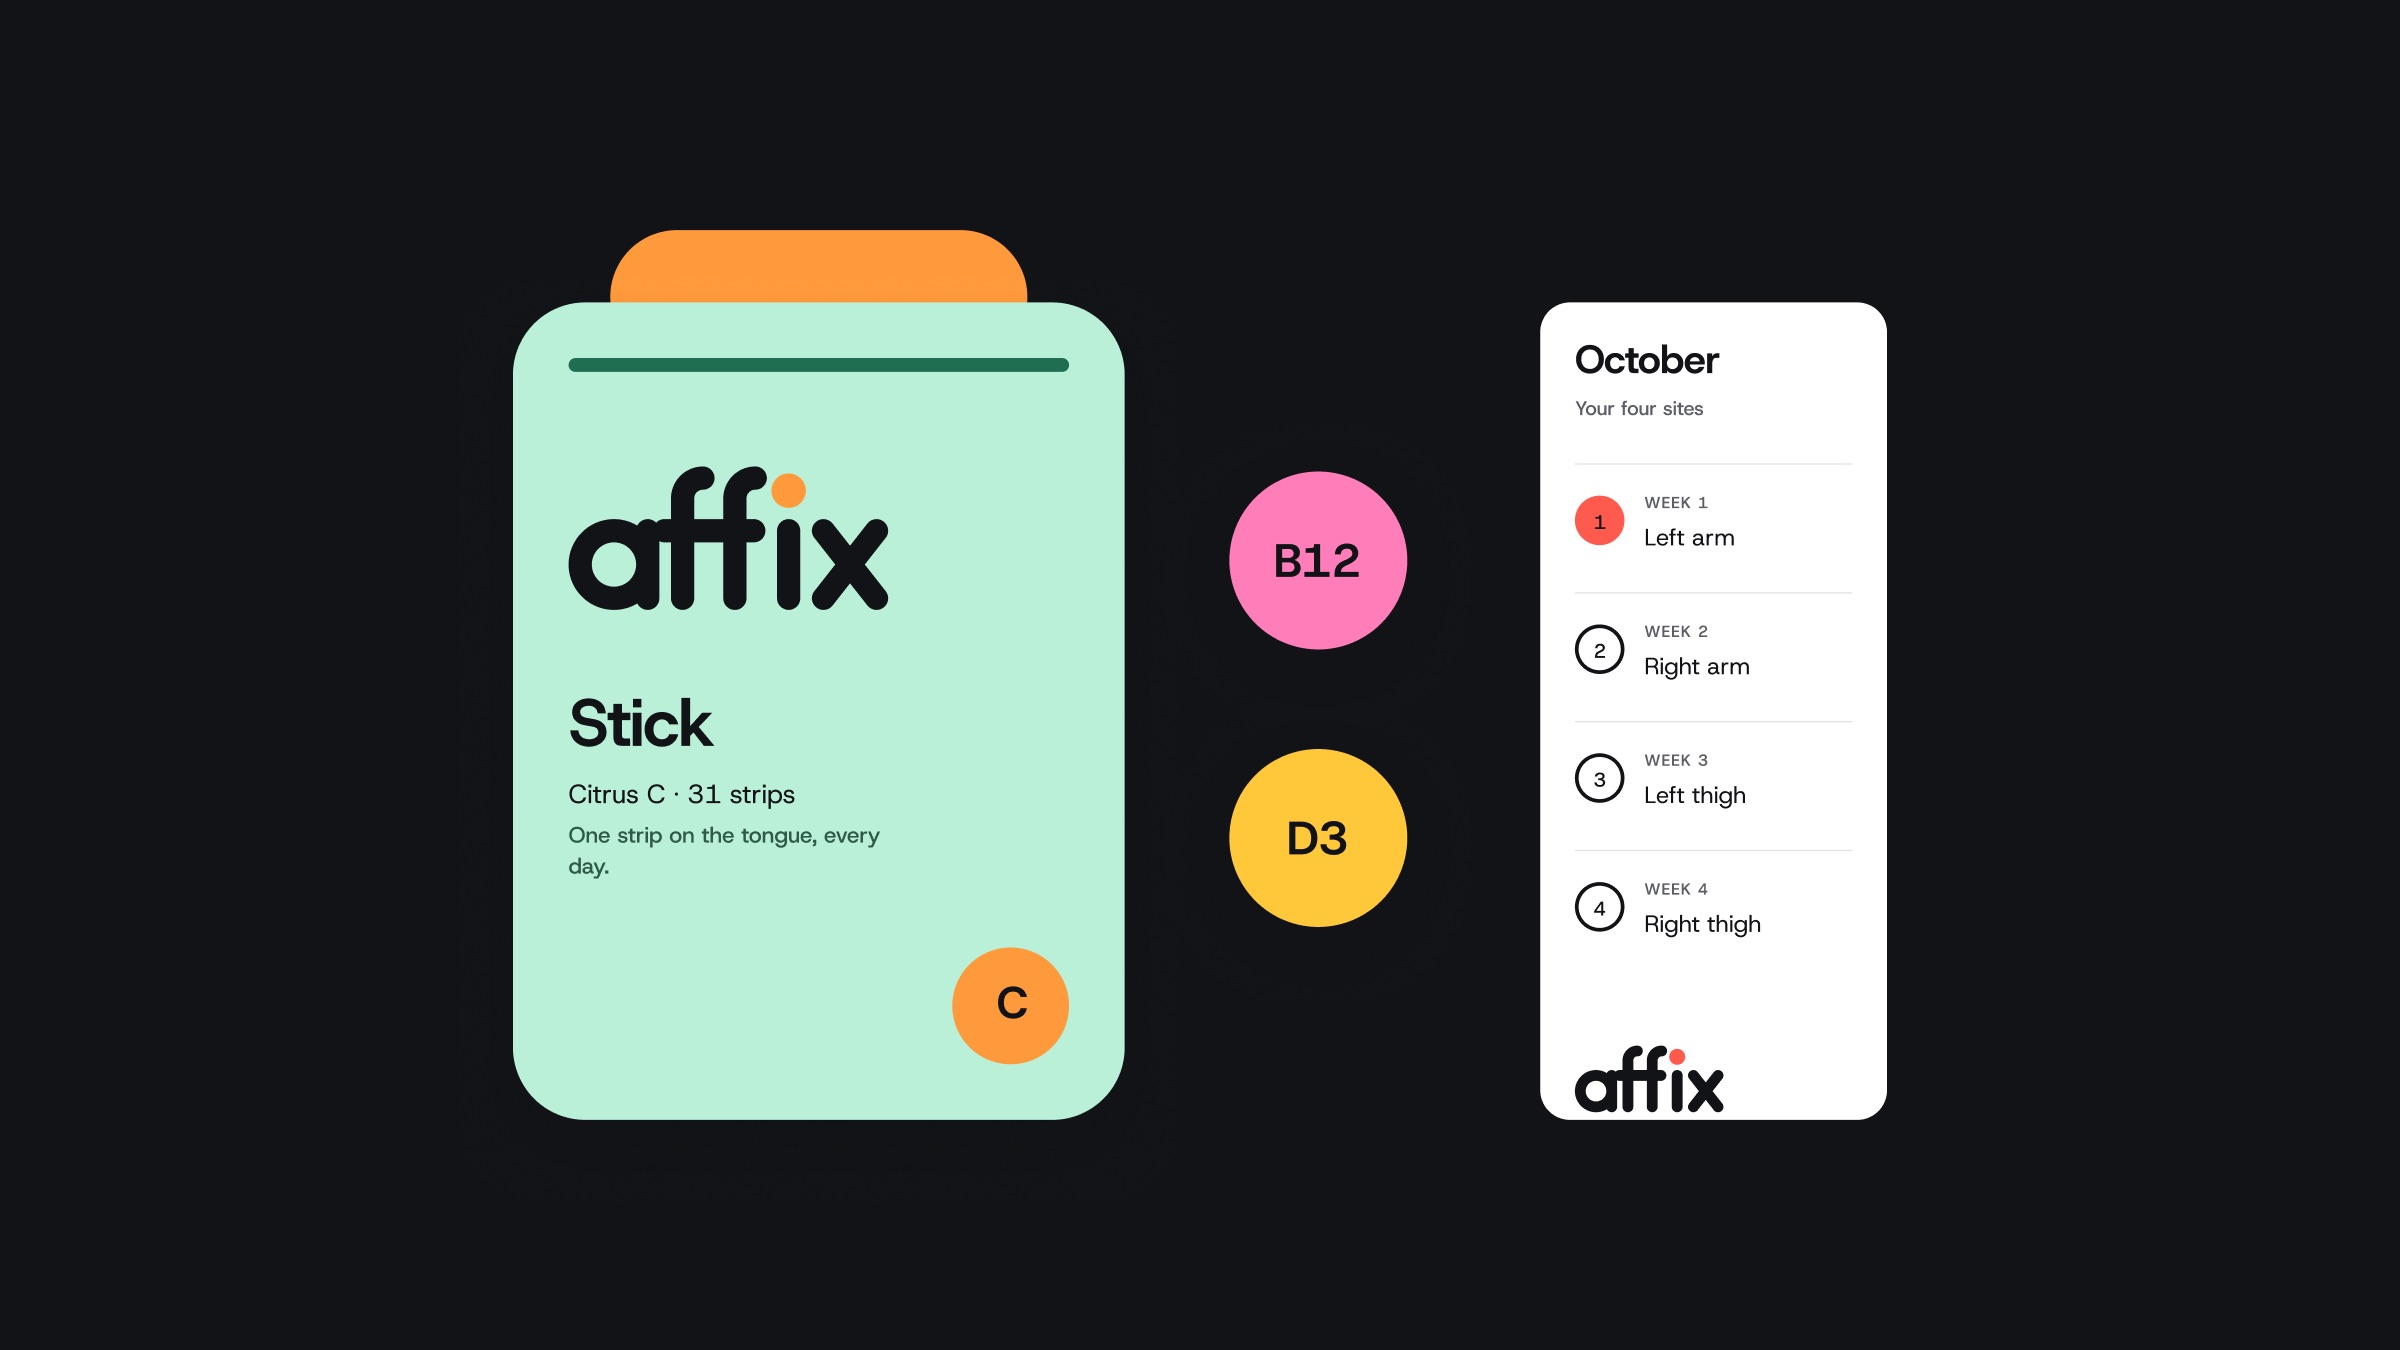 affix
Stick
Citrus C · 31 strips
One strip on the tongue, every
day.
C
B12
D3
October
Your four sites
1
WEEK 1
Left arm
2
WEEK 2
Right arm
3
WEEK 3
Left thigh
4
WEEK 4
Right thigh
affix